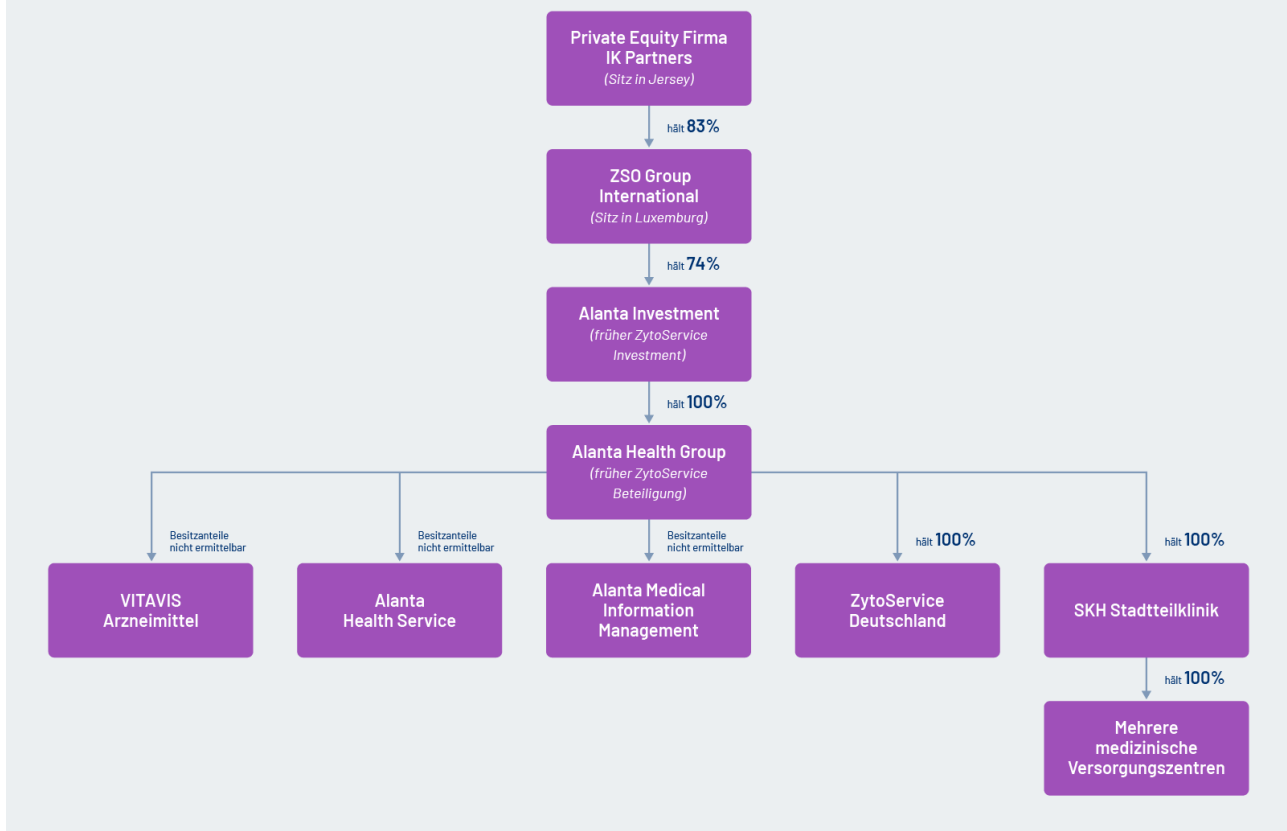 Private Equity Firma
IK Partners
(Sitz in Jersey)
hält 83%
ZSO Group
International
(Sitz in Luxemburg)
hält 74%
Alanta Investment
(früher ZytoService
Investment)
hält 100%
Alanta Health Group
(früher ZytoService
Beteiligung)
Besitzanteile
nicht ermittelbar
Besitzanteile
nicht ermittelbar
Besitzanteile
nicht ermittelbar
hält 100%
hält 100%
VITAVIS
Arzneimittel
Alanta
Health Service
Alanta Medical
Information
Management
ZytoService
Deutschland
SKH Stadtteilklinik
hält 100%
Mehrere
medizinische
Versorgungszentren